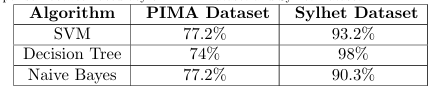 Algorithm PIMA Dataset Sylhet Dataset
SVM 77.2% 93.2%
Decision Tree 74% 98%
Naive Bayes 77.2% 90.3%